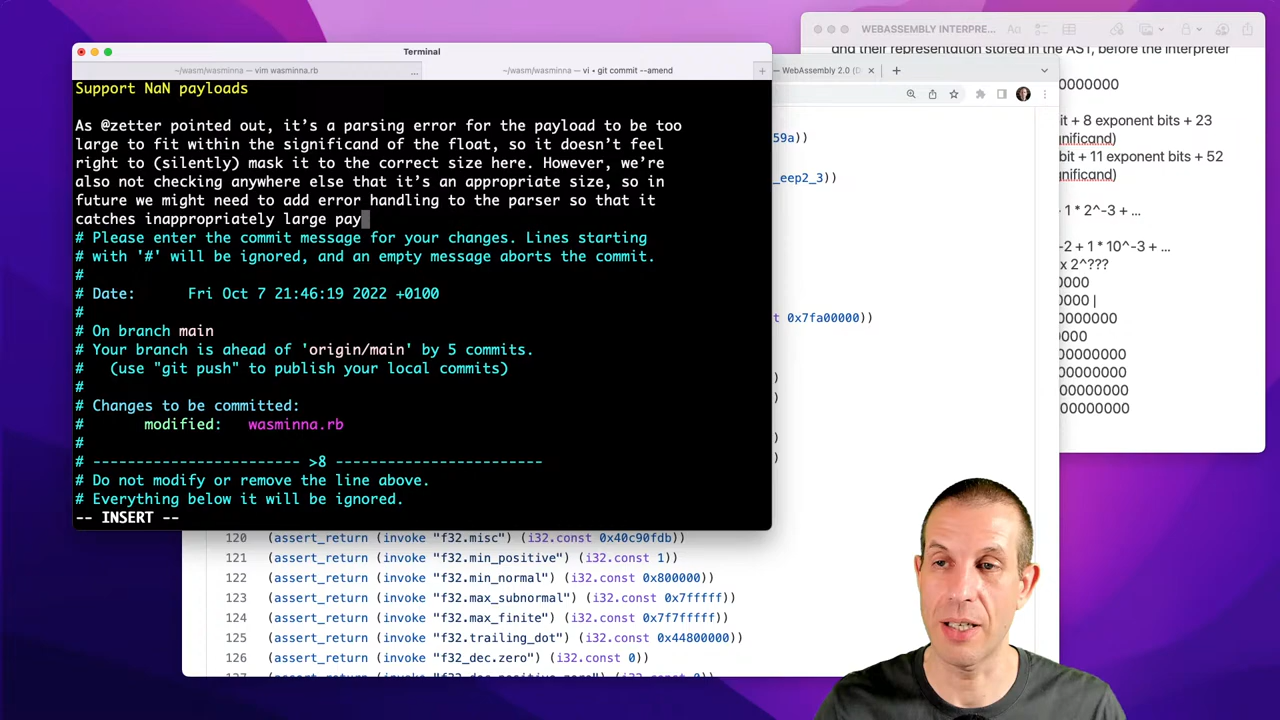 Terminal
~/wasm/wasminna — vim wasminna.rb
...
~/wasm/wasminna — vi • git commit --amend
+
Support NaN payloads
As @zetter pointed out, it’s a parsing error for the payload to be too
large to fit within the significand of the float, so it doesn’t feel
right to (silently) mask it to the correct size here. However, we’re
also not checking anywhere else that it’s an appropriate size, so in
future we might need to add error handling to the parser so that it
catches inappropriately large pay
# Please enter the commit message for your changes. Lines starting
# with '#' will be ignored, and an empty message aborts the commit.
#
# Date:      Fri Oct 7 21:46:19 2022 +0100
#
# On branch main
# Your branch is ahead of 'origin/main' by 5 commits.
#   (use "git push" to publish your local commits)
#
# Changes to be committed:
#       modified:   wasminna.rb
#
# ------------------------ >8 ------------------------
# Do not modify or remove the line above.
# Everything below it will be ignored.
-- INSERT --
WEBASSEMBLY INTERPRE...
Aa
and their representation stored in the AST, before the interpreter
00000000
it + 8 exponent bits + 23
gnificand)
bit + 11 exponent bits + 52
gnificand)
1 * 2^-3 + ...
-2 + 1 * 10^-3 + ...
x 2^???
0000
0000 |
0000000
0000
00000000
00000000
00000000
000000000
— WebAssembly 2.0 (D
×
+
59a))
_eep2_3))
t 0x7fa00000))
)
)
)
)
120 (assert_return (invoke "f32.misc") (i32.const 0x40c90fdb))
121 (assert_return (invoke "f32.min_positive") (i32.const 1))
122 (assert_return (invoke "f32.min_normal") (i32.const 0x800000))
123 (assert_return (invoke "f32.max_subnormal") (i32.const 0x7fffff))
124 (assert_return (invoke "f32.max_finite") (i32.const 0x7f7fffff))
125 (assert_return (invoke "f32.trailing_dot") (i32.const 0x44800000))
126 (assert_return (invoke "f32_dec.zero") (i32.const 0))